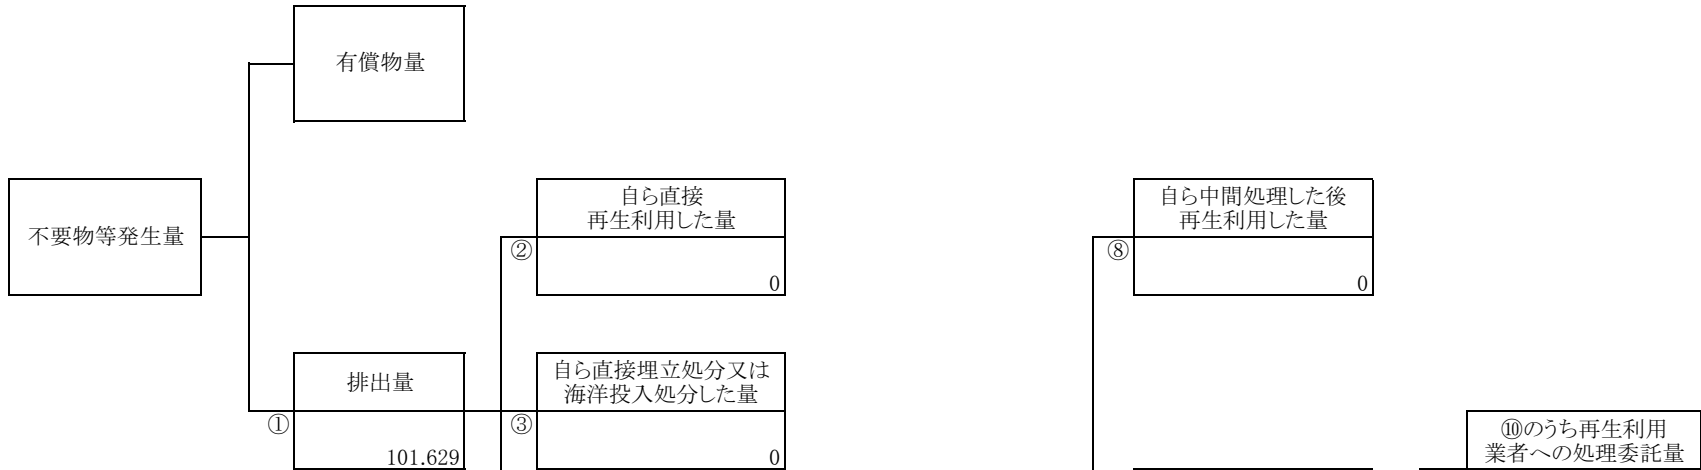 有償物量
不要物等発生量
自ら直接
再生利用した量
②
0
自ら中間処理した後
再生利用した量
⑧
0
排出量
①
101.629
自ら直接埋立処分又は
海洋投入処分した量
③
0
⑩のうち再生利用
業者への処理委託量